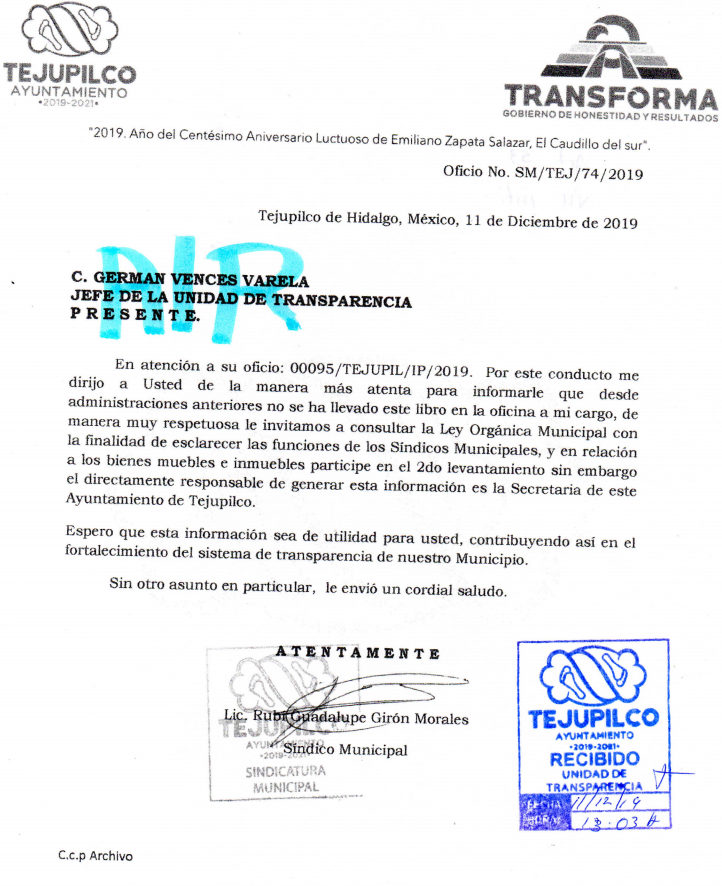 TEJUPILCO
AYUNTAMIENTO
•2019-2021•
TRANSFORMA
GOBIERNO DE HONESTIDAD Y RESULTADOS
"2019. Año del Centésimo Aniversario Luctuoso de Emiliano Zapata Salazar, El Caudillo del sur".
Oficio No. SM/TEJ/74/2019
Tejupilco de Hidalgo, México, 11 de Diciembre de 2019
AIR
C. GERMAN VENCES VARELA
JEFE DE LA UNIDAD DE TRANSPARENCIA
P R E S E N T E.
En atención a su oficio: 00095/TEJUPIL/IP/2019. Por este conducto me
dirijo a Usted de la manera más atenta para informarle que desde
administraciones anteriores no se ha llevado este libro en la oficina a mi cargo, de
manera muy respetuosa le invitamos a consultar la Ley Orgánica Municipal con
la finalidad de esclarecer las funciones de los Síndicos Municipales, y en relación
a los bienes muebles e inmuebles participe en el 2do levantamiento sin embargo
el directamente responsable de generar esta información es la Secretaria de este
Ayuntamiento de Tejupilco.
Espero que esta información sea de utilidad para usted, contribuyendo así en el
fortalecimiento del sistema de transparencia de nuestro Municipio.
Sin otro asunto en particular, le envió un cordial saludo.
A T E N T A M E N T E
Lic. Rubí Guadalupe Girón Morales
Síndico Municipal
TEJUPILCO
AYUNTAMIENTO
•2019-2021•
SINDICATURA
MUNICIPAL
TEJUPILCO
AYUNTAMIENTO
•2019-2021•
RECIBIDO
UNIDAD DE
TRANSPARENCIA
FECHA 11/12/19
HORA 13:03 H
C.c.p Archivo